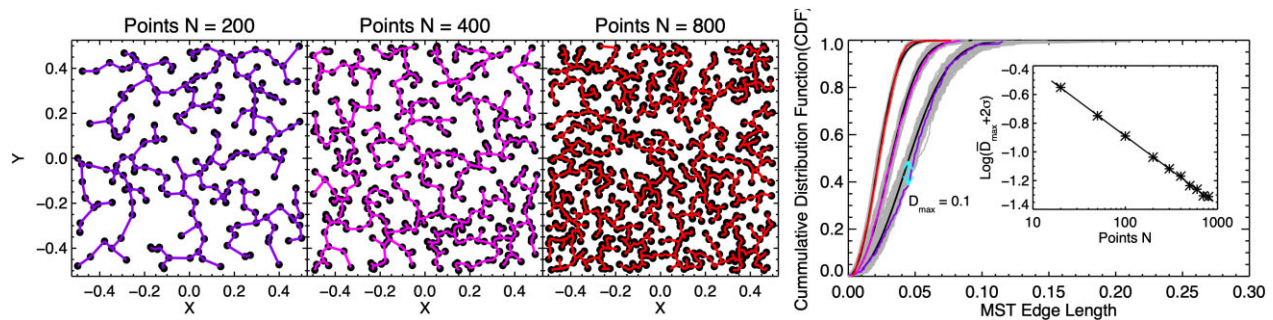 Points N = 200
Points N = 400
Points N = 800
0.4
0.2
0.0
−0.2
−0.4
Y
−0.4 −0.2 0.0 0.2 0.4
−0.4 −0.2 0.0 0.2 0.4
−0.4 −0.2 0.0 0.2 0.4
X
X
X
Cummulative Distribution Function(CDF)
1.0
0.8
0.6
0.4
0.2
0.0
0.00 0.05 0.10 0.15 0.20 0.25 0.30
MST Edge Length
Dmax = 0.1
Log(D̅max+2σ)
−0.4
−0.6
−0.8
−1.0
−1.2
−1.4
10 100 1000
Points N